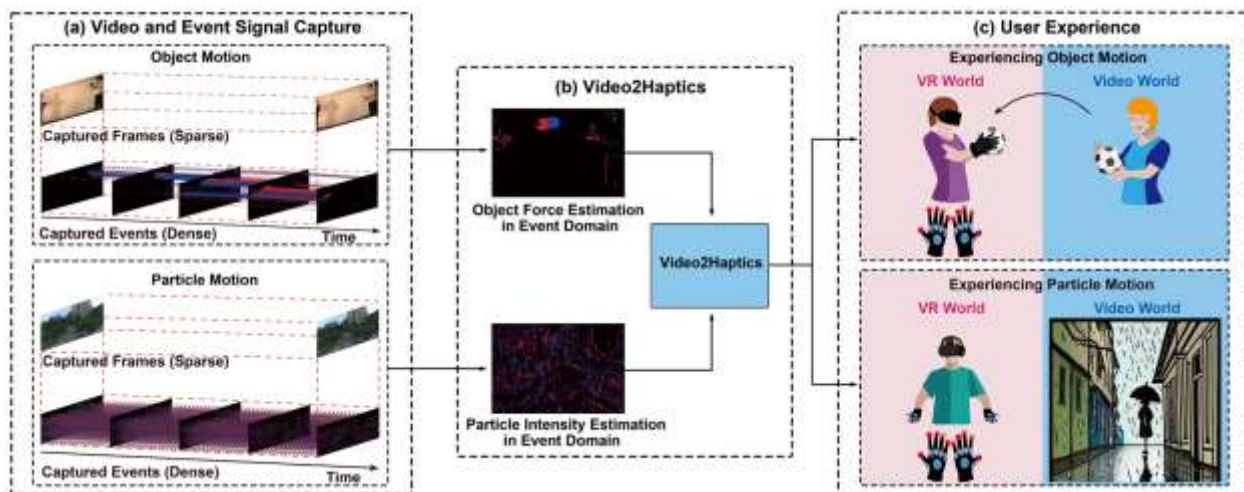 (a) Video and Event Signal Capture
Object Motion
Captured Frames (Sparse)
Captured Events (Dense)
Time
Particle Motion
Captured Frames (Sparse)
Captured Events (Dense)
Time
(b) Video2Haptics
Object Force Estimation
in Event Domain
Video2Haptics
Particle Intensity Estimation
in Event Domain
(c) User Experience
Experiencing Object Motion
VR World
Video World
Experiencing Particle Motion
VR World
Video World